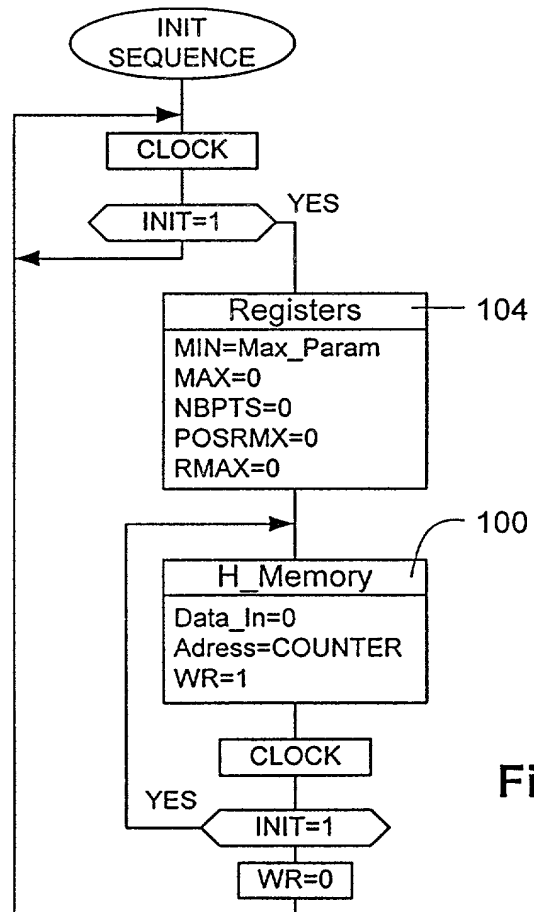 INIT
SEQUENCE
CLOCK
INIT=1
YES
Registers
104
MIN=Max_Param
MAX=0
NBPTS=0
POSRMX=0
RMAX=0
100
H_Memory
Data_In=0
Adress=COUNTER
WR=1
CLOCK
YES
INIT=1
WR=0
Fi